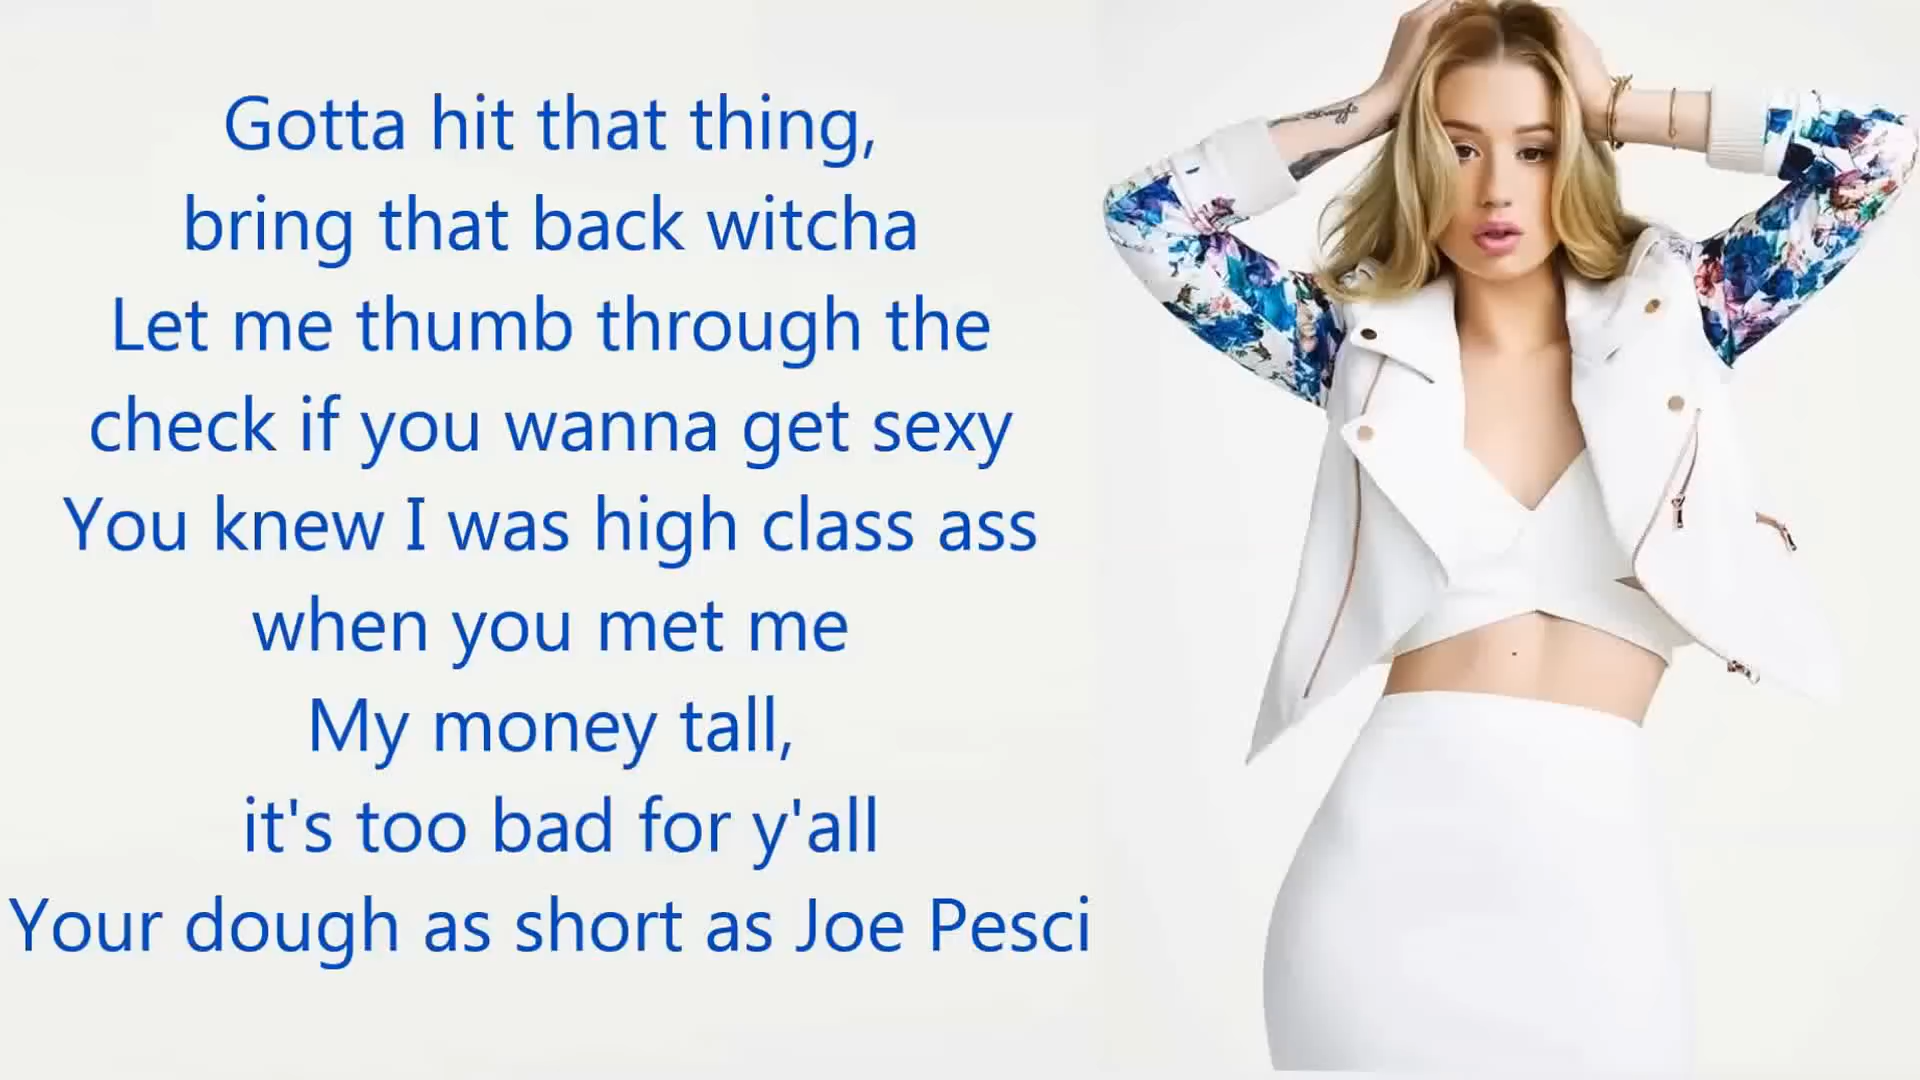 Gotta hit that thing,
bring that back witcha
Let me thumb through the
check if you wanna get sexy
You knew I was high class ass
when you met me
My money tall,
it's too bad for y'all
Your dough as short as Joe Pesci